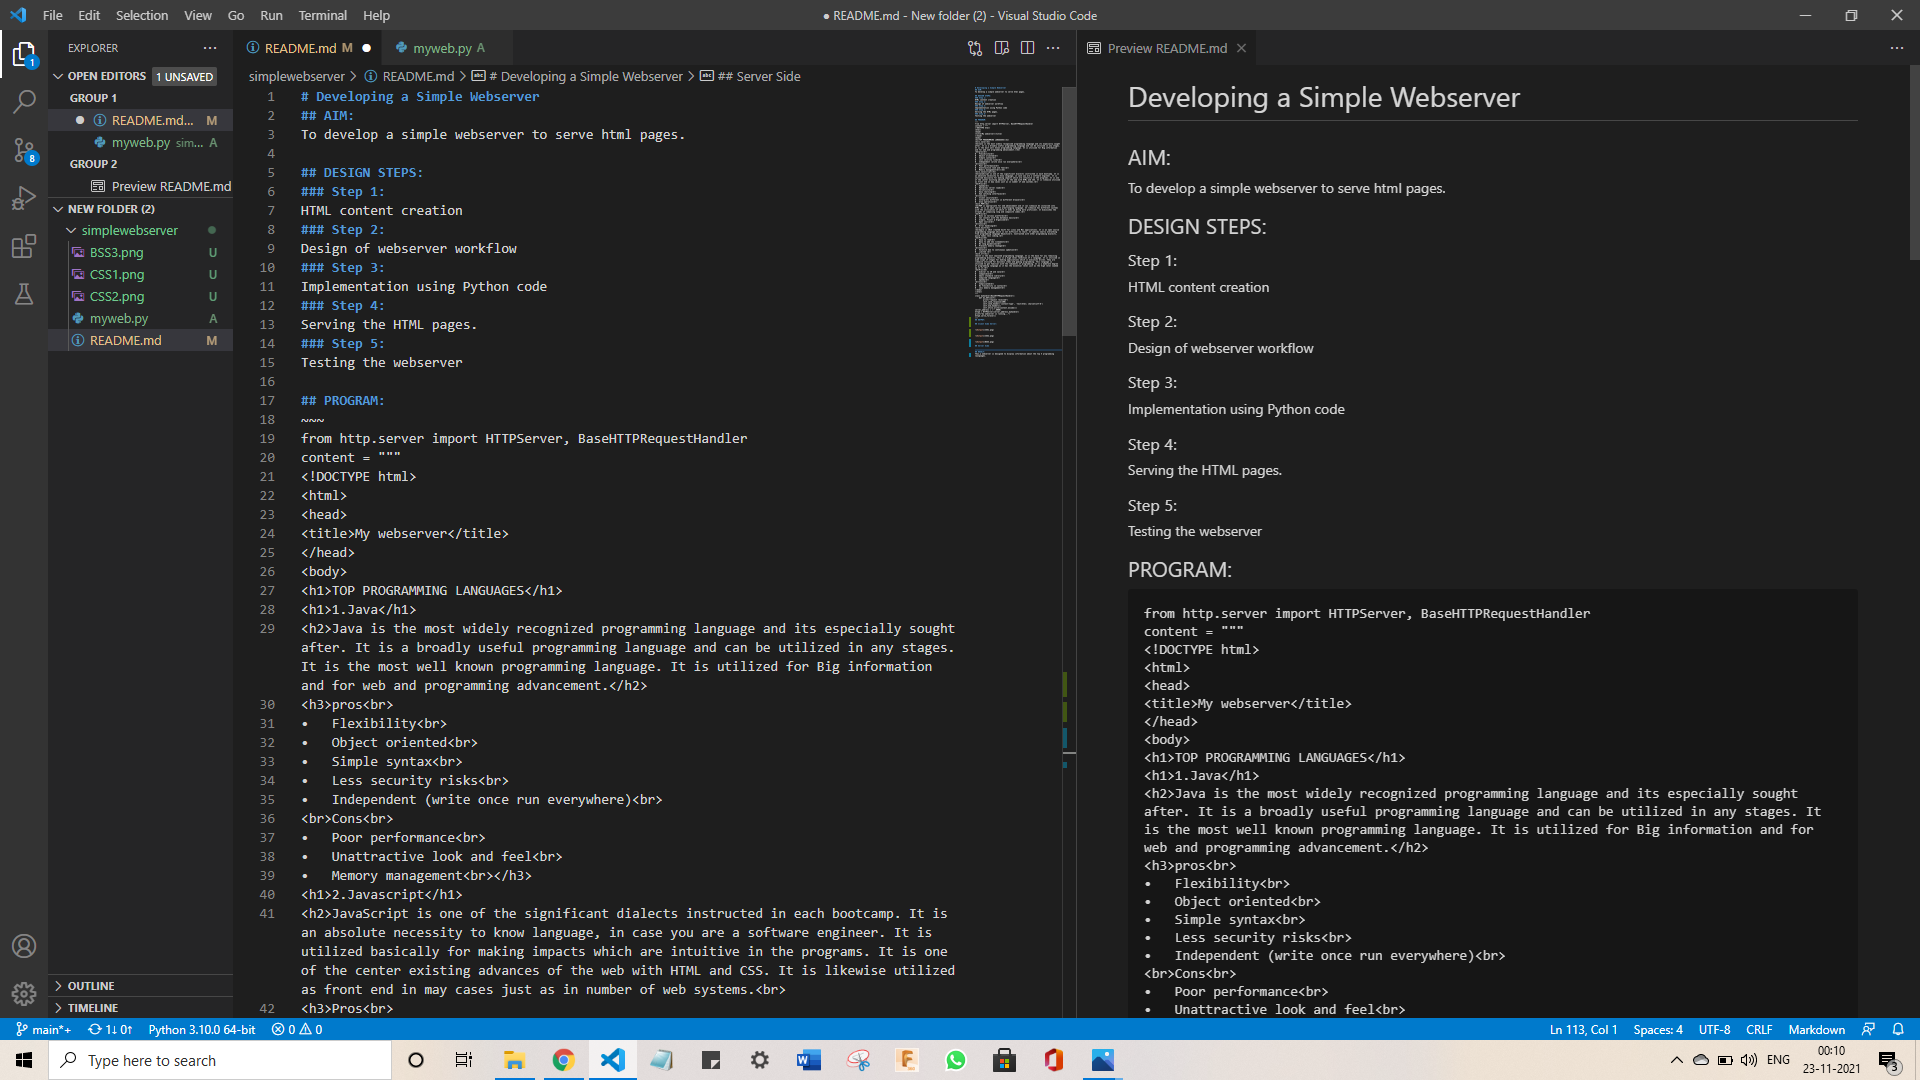 File Edit Selection View Go Run Terminal Help
● README.md - New folder (2) - Visual Studio Code
EXPLORER
OPEN EDITORS 1 UNSAVED
GROUP 1
README.md... M
myweb.py sim... A
GROUP 2
Preview README.md
NEW FOLDER (2)
simplewebserver
BSS3.png U
CSS1.png U
CSS2.png U
myweb.py A
README.md M
OUTLINE
TIMELINE
1
8
README.md M
myweb.py A
simplewebserver > README.md > # Developing a Simple Webserver > ## Server Side
1 # Developing a Simple Webserver
2 ## AIM:
3 To develop a simple webserver to serve html pages.
4
5 ## DESIGN STEPS:
6 ### Step 1:
7 HTML content creation
8 ### Step 2:
9 Design of webserver workflow
10 ### Step 3:
11 Implementation using Python code
12 ### Step 4:
13 Serving the HTML pages.
14 ### Step 5:
15 Testing the webserver
16
17 ## PROGRAM:
18 ~~~
19 from http.server import HTTPServer, BaseHTTPRequestHandler
20 content = """
21 <!DOCTYPE html>
22 <html>
23 <head>
24 <title>My webserver</title>
25 </head>
26 <body>
27 <h1>TOP PROGRAMMING LANGUAGES</h1>
28 <h1>1.Java</h1>
29 <h2>Java is the most widely recognized programming language and its especially sought
after. It is a broadly useful programming language and can be utilized in any stages.
It is the most well known programming language. It is utilized for Big information
and for web and programming advancement.</h2>
30 <h3>pros<br>
31 • Flexibility<br>
32 • Object oriented<br>
33 • Simple syntax<br>
34 • Less security risks<br>
35 • Independent (write once run everywhere)<br>
36 <br>Cons<br>
37 • Poor performance<br>
38 • Unattractive look and feel<br>
39 • Memory management<br></h3>
40 <h1>2.Javascript</h1>
41 <h2>JavaScript is one of the significant dialects instructed in each bootcamp. It is
an absolute necessity to know language, in case you are a software engineer. It is
utilized basically for making impacts which are intuitive in the programs. It is one
of the center existing advances of the web with HTML and CSS. It is likewise utilized
as front end in may cases just as in number of web systems.<br>
42 <h3>Pros<br>
Preview README.md
Developing a Simple Webserver
AIM:
To develop a simple webserver to serve html pages.
DESIGN STEPS:
Step 1:
HTML content creation
Step 2:
Design of webserver workflow
Step 3:
Implementation using Python code
Step 4:
Serving the HTML pages.
Step 5:
Testing the webserver
PROGRAM:
from http.server import HTTPServer, BaseHTTPRequestHandler
content = """
<!DOCTYPE html>
<html>
<head>
<title>My webserver</title>
</head>
<body>
<h1>TOP PROGRAMMING LANGUAGES</h1>
<h1>1.Java</h1>
<h2>Java is the most widely recognized programming language and its especially sought
after. It is a broadly useful programming language and can be utilized in any stages. It
is the most well known programming language. It is utilized for Big information and for
web and programming advancement.</h2>
<h3>pros<br>
• Flexibility<br>
• Object oriented<br>
• Simple syntax<br>
• Less security risks<br>
• Independent (write once run everywhere)<br>
<br>Cons<br>
• Poor performance<br>
• Unattractive look and feel<br>
main*+ 1↓ 0↑ Python 3.10.0 64-bit 0 0
Ln 113, Col 1 Spaces: 4 UTF-8 CRLF Markdown
Type here to search
ENG
00:10
23-11-2021
3